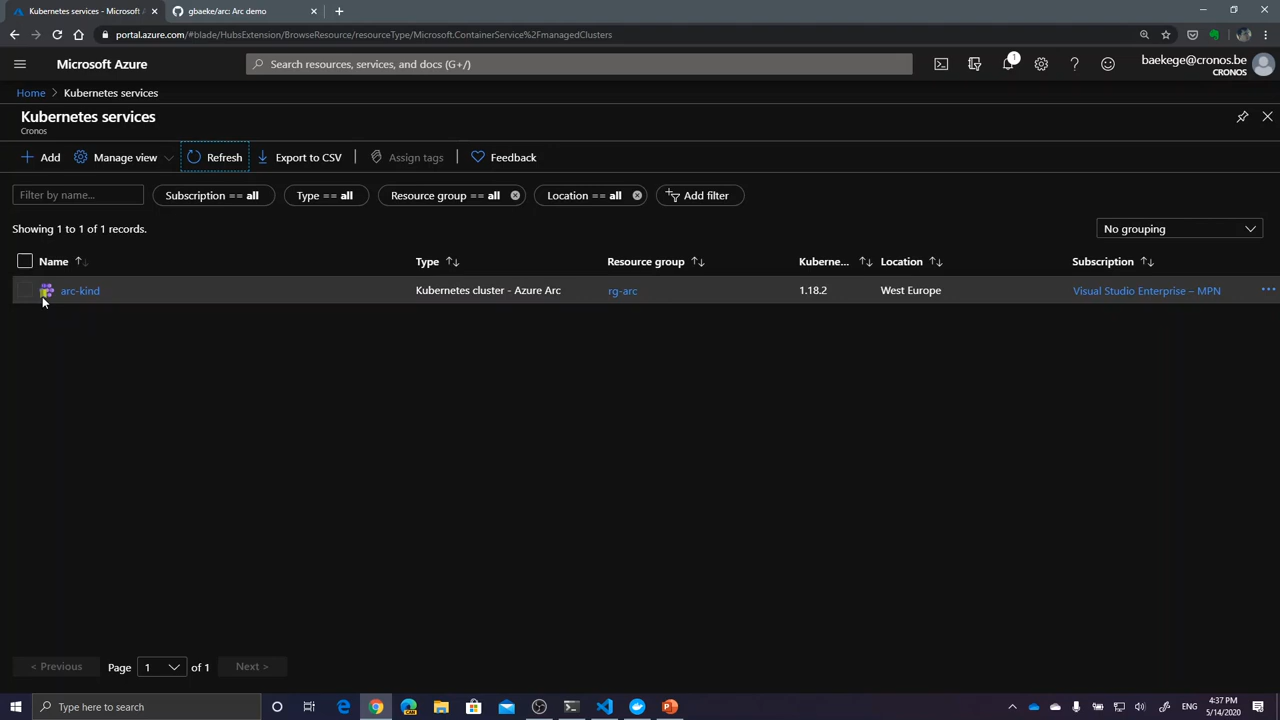 Kubernetes services - Microsoft A
gbaeke/arc: Arc demo
portal.azure.com/#blade/HubsExtension/BrowseResource/resourceType/Microsoft.ContainerService%2FmanagedClusters
Microsoft Azure
Search resources, services, and docs (G+/)
1
baekege@cronos.be
CRONOS
Home > Kubernetes services
Kubernetes services
Cronos
Add Manage view Refresh Export to CSV Assign tags Feedback
Filter by name... Subscription == all Type == all Resource group == all Location == all Add filter
Showing 1 to 1 of 1 records.
No grouping
Name Type Resource group Kuberne... Location Subscription
arc-kind Kubernetes cluster - Azure Arc rg-arc 1.18.2 West Europe Visual Studio Enterprise – MPN
< Previous Page 1 of 1 Next >
Type here to search
ENG
4:37 PM
5/14/2020